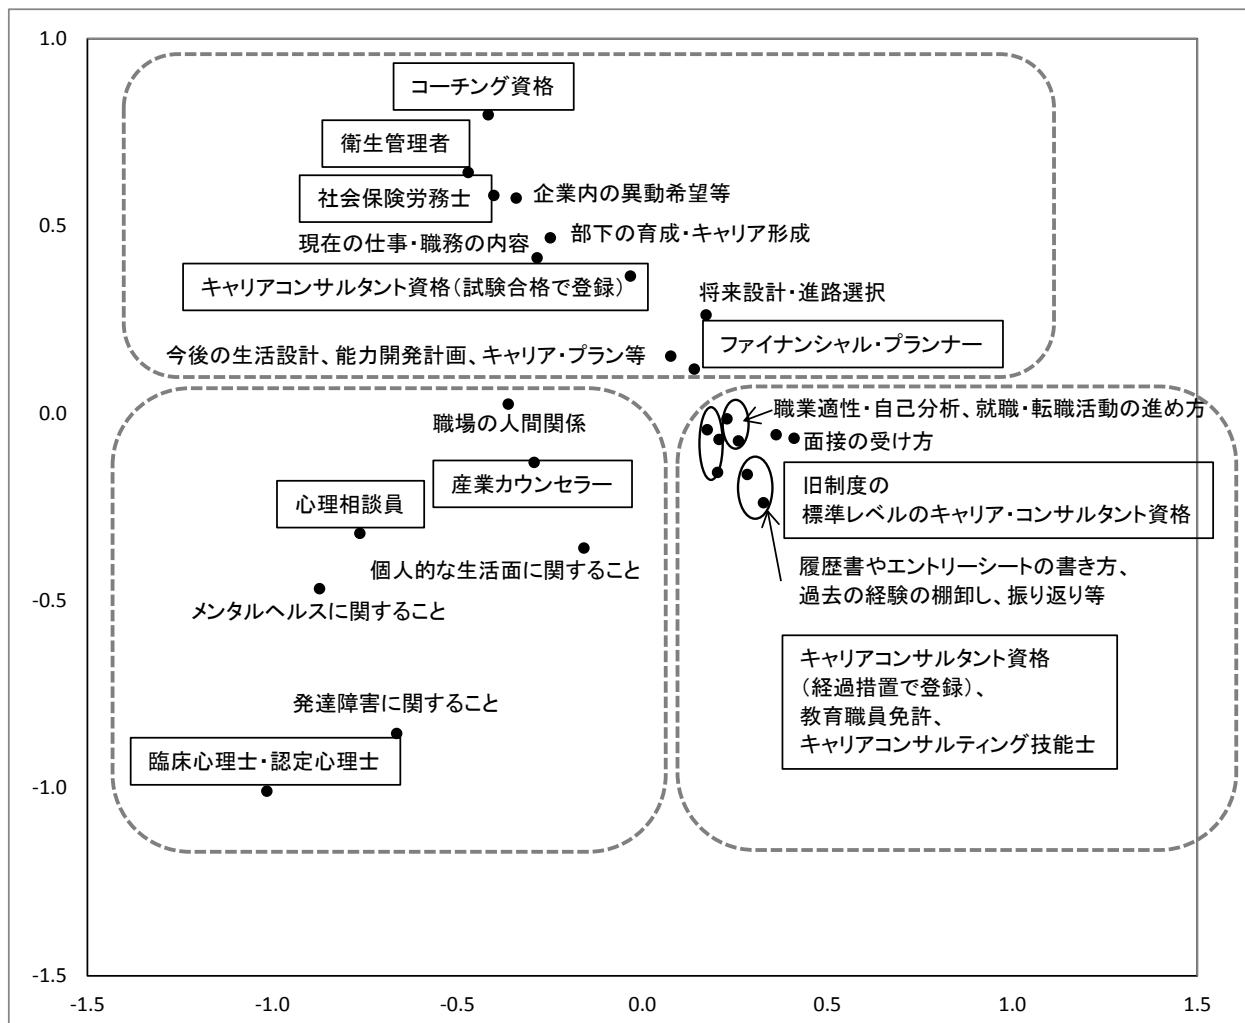 1.0
コーチング資格
衛生管理者
社会保険労務士
企業内の異動希望等
0.5
部下の育成・キャリア形成
現在の仕事・職務の内容
キャリアコンサルタント資格（試験合格で登録）
将来設計・進路選択
ファイナンシャル・プランナー
今後の生活設計、能力開発計画、キャリア・プラン等
0.0
職場の人間関係
職業適性・自己分析、就職・転職活動の進め方
面接の受け方
産業カウンセラー
心理相談員
旧制度の
標準レベルのキャリア・コンサルタント資格
個人的な生活面に関すること
履歴書やエントリーシートの書き方、
過去の経験の棚卸し、振り返り等
-0.5
メンタルヘルスに関すること
キャリアコンサルタント資格
（経過措置で登録）、
教育職員免許、
キャリアコンサルティング技能士
発達障害に関すること
臨床心理士・認定心理士
-1.0
-1.5
-1.5 -1.0 -0.5 0.0 0.5 1.0 1.5